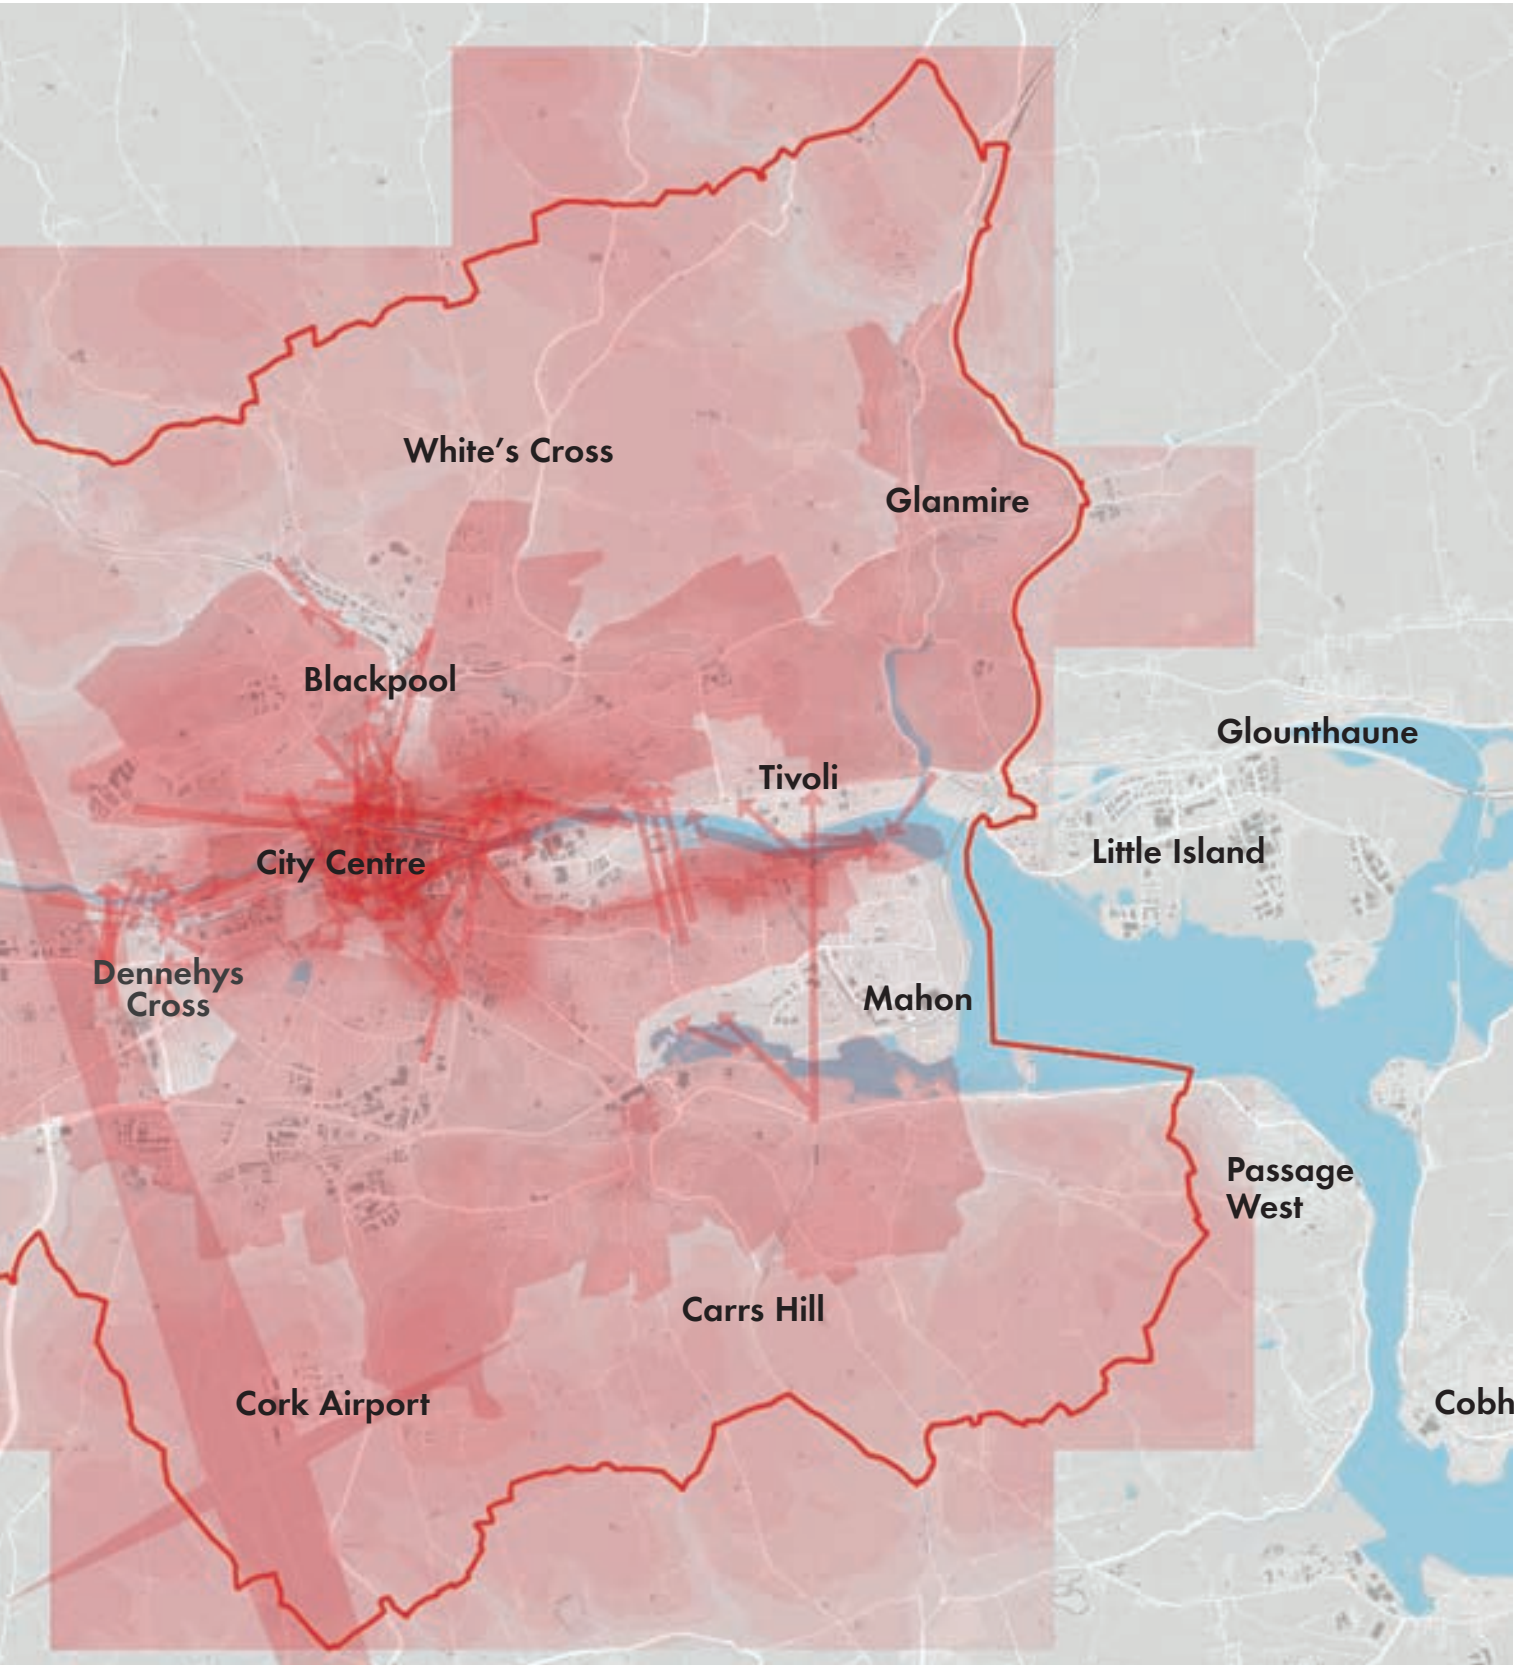 White’s Cross
Glanmire
Blackpool
Glounthaune
Tivoli
Little Island
City Centre
Dennehys
Cross
Mahon
Passage
West
Carrs Hill
Cork Airport
Cobh